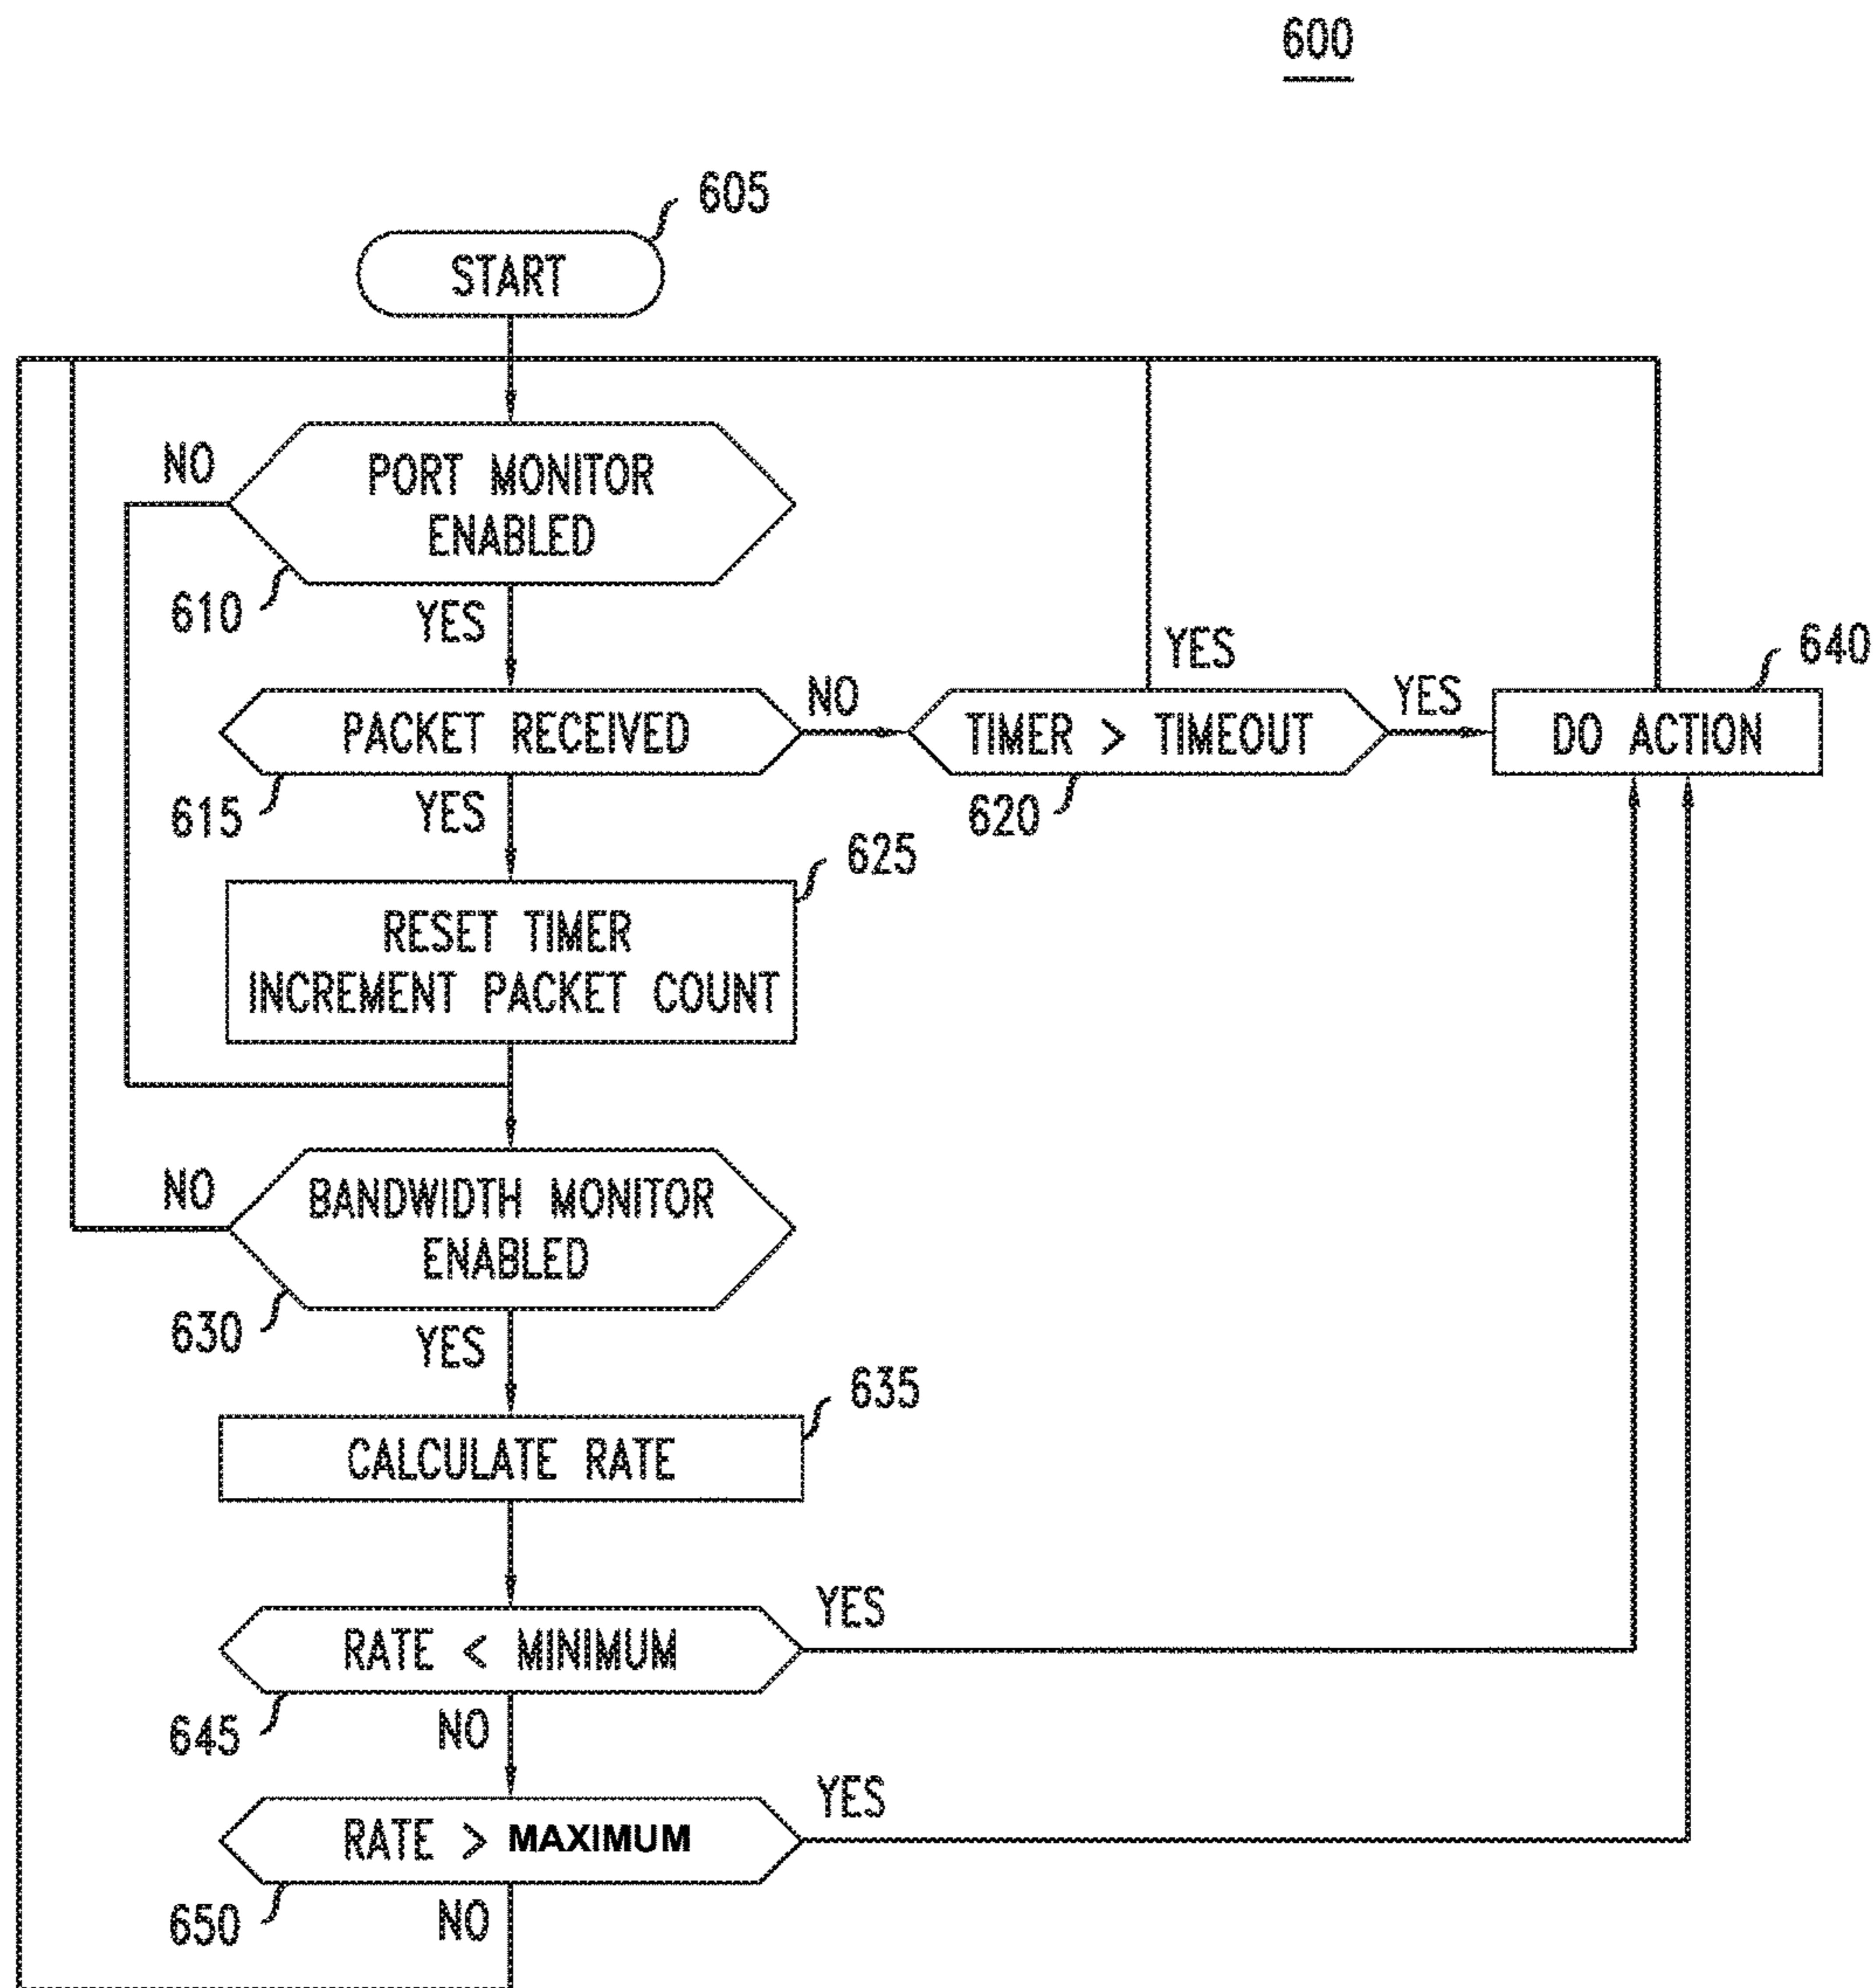 600
605
START
NO
PORT MONITOR
ENABLED
610
YES
PACKET RECEIVED
NO
YES
TIMER > TIMEOUT
YES
640
DO ACTION
615
YES
620
625
RESET TIMER
INCREMENT PACKET COUNT
NO
BANDWIDTH MONITOR
ENABLED
630
YES
635
CALCULATE RATE
YES
RATE < MINIMUM
645
NO
YES
RATE > MAXIMUM
650
NO